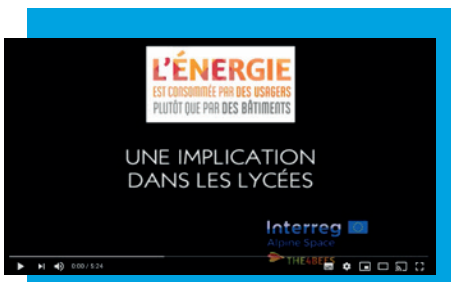 L'ÉNERGIE
EST CONSOMMÉE PAR DES USAGERS
PLUTÔT QUE PAR DES BÂTIMENTS
UNE IMPLICATION
DANS LES LYCÉES
Interreg
Alpine Space
THE4BEES
0:00 / 5:24